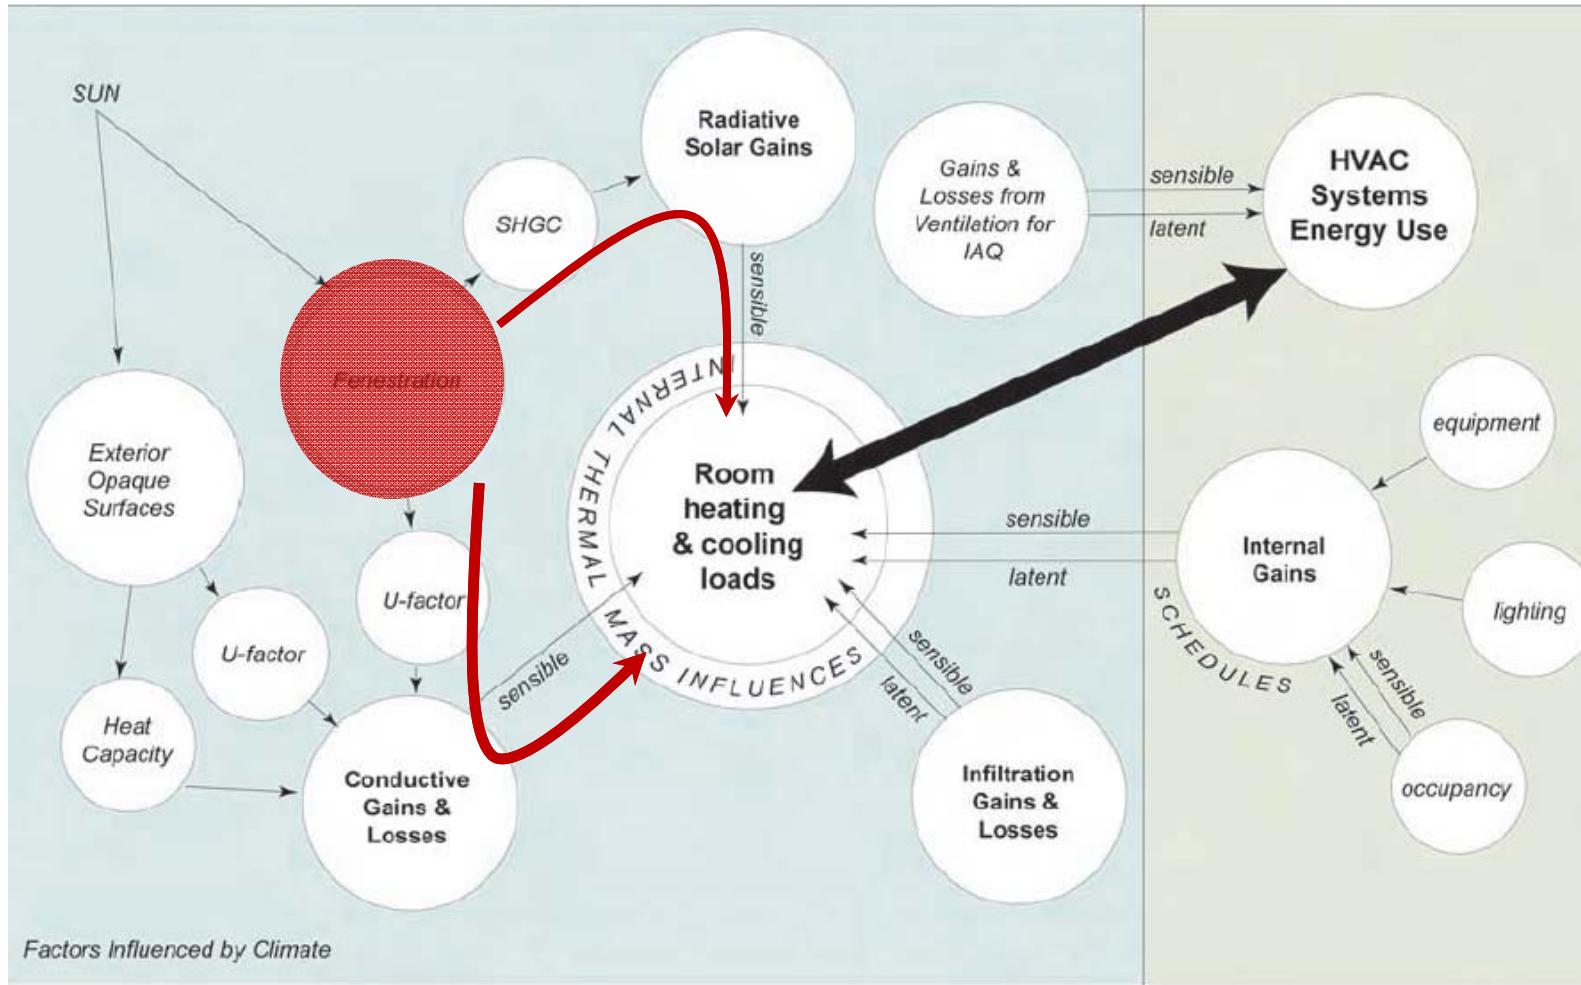 SUN
Radiative
Solar Gains
SHGC
Gains &
Losses from
Ventilation for
IAQ
sensible
latent
HVAC
Systems
Energy Use
sensible
Fenestration
Exterior
Opaque
Surfaces
INTERNAL THERMAL MASS INFLUENCES
Room
heating
& cooling
loads
equipment
sensible
latent
Internal
Gains
lighting
SCHEDULES
U-factor
U-factor
sensible
sensible
latent
sensible
latent
Heat
Capacity
Conductive
Gains &
Losses
Infiltration
Gains &
Losses
occupancy
Factors Influenced by Climate